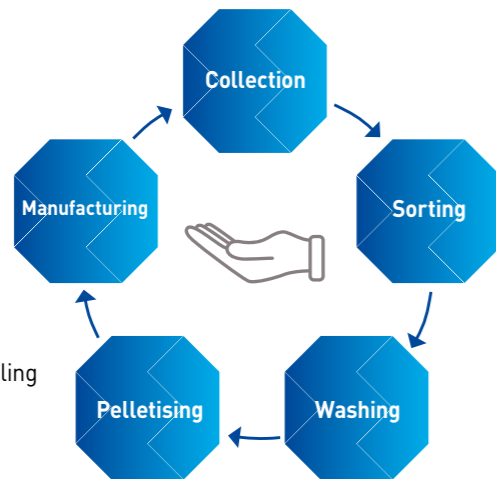 Collection
Sorting
Manufacturing
Washing
Pelletising
ling